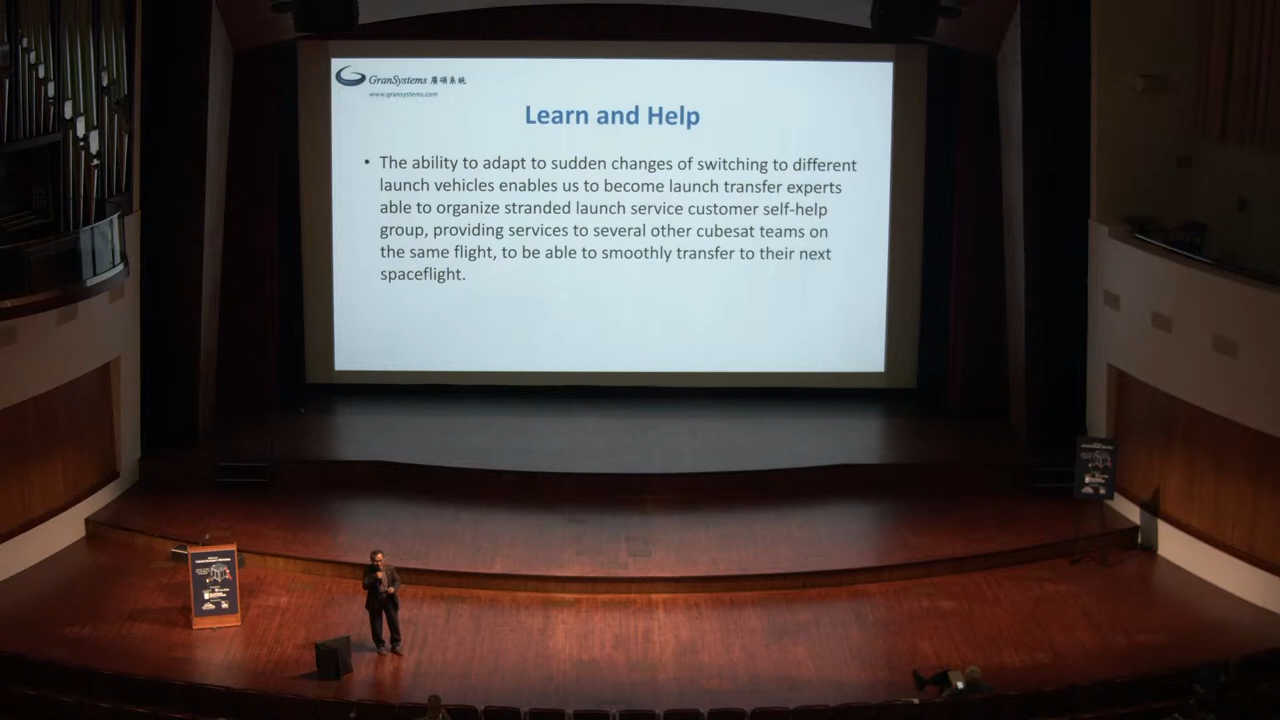 GranSystems 廣碩系統
www.gransystems.com
Learn and Help
• The ability to adapt to sudden changes of switching to different
launch vehicles enables us to become launch transfer experts
able to organize stranded launch service customer self-help
group, providing services to several other cubesat teams on
the same flight, to be able to smoothly transfer to their next
spaceflight.